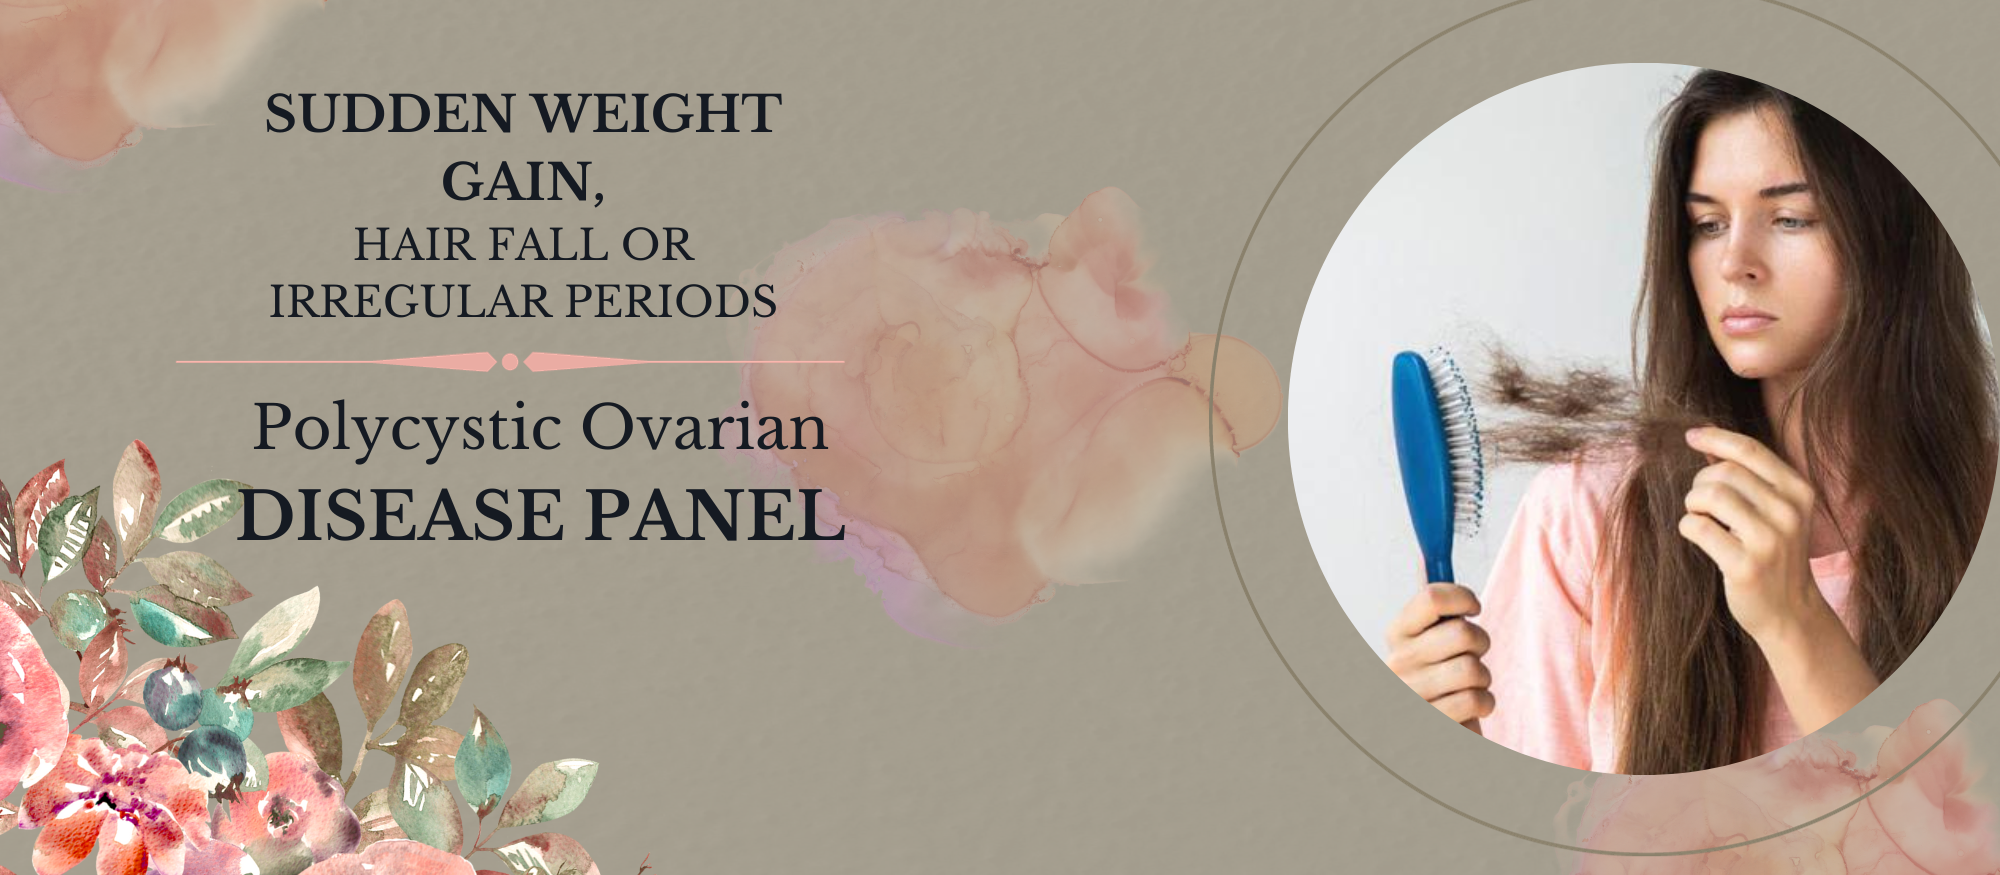 SUDDEN WEIGHT
GAIN,
HAIR FALL OR
IRREGULAR PERIODS
Polycystic Ovarian
DISEASE PANEL